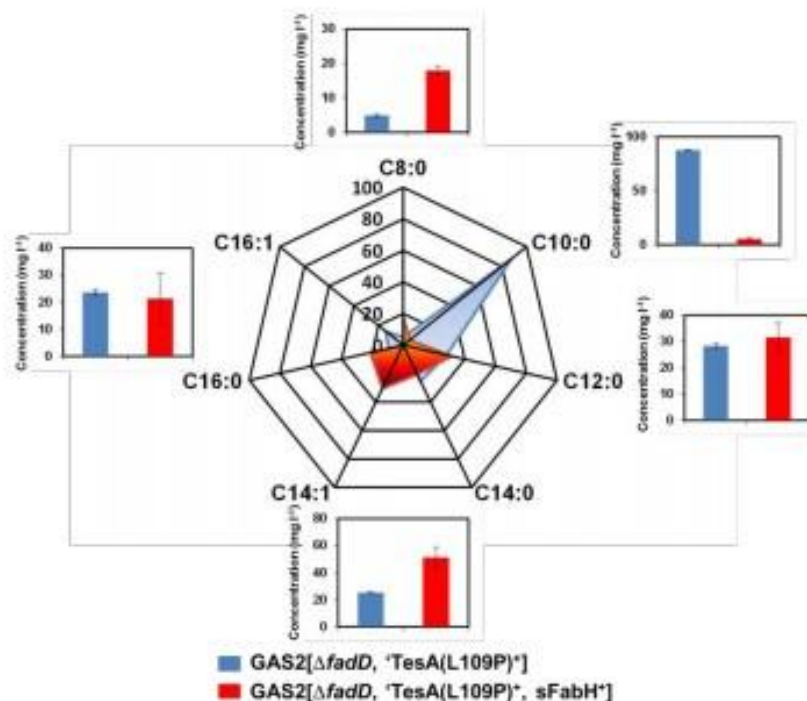 Concentration (mg l⁻¹)
30
20
10
0
C8:0
100
80
60
40
20
0
C10:0
C12:0
C14:0
C14:1
C16:0
C16:1
Concentration (mg l⁻¹)
100
50
0
Concentration (mg l⁻¹)
40
30
20
10
0
Concentration (mg l⁻¹)
40
30
20
10
0
Concentration (mg l⁻¹)
80
60
40
20
0
GAS2[ΔfadD, ‘TesA(L109P)⁺]
GAS2[ΔfadD, ‘TesA(L109P)⁺, sFabH⁺]